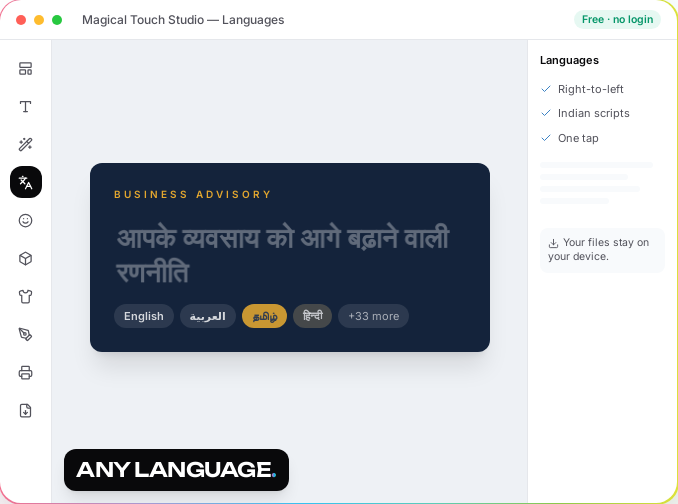 Magical Touch Studio — Languages
Free · no login
BUSINESS ADVISORY
आपके व्यवसाय को आगे बढ़ाने वाली
रणनीति
English
العربية
தமிழ்
हिन्दी
+33 more
ANY LANGUAGE.
Languages
Right-to-left
Indian scripts
One tap
Your files stay on
your device.